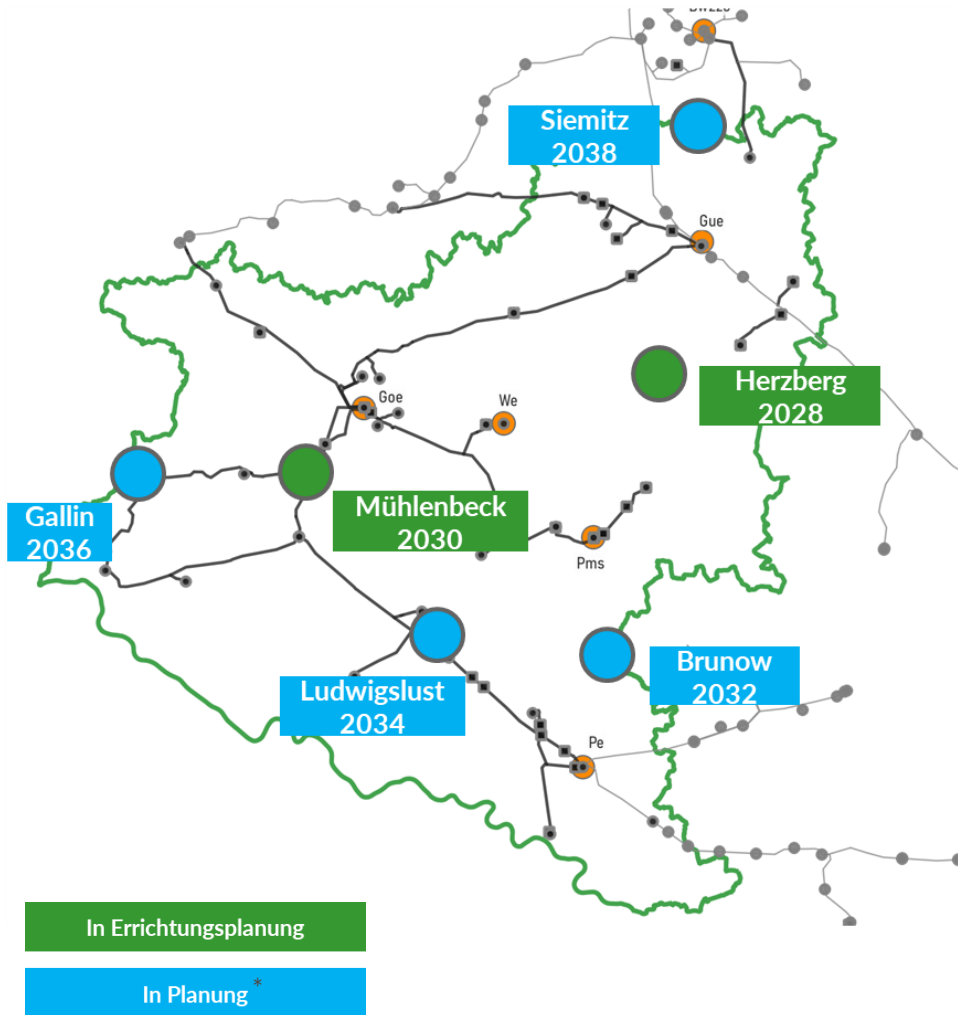 Siemitz
2038
Gue
Herzberg
2028
Goe
We
Mühlenbeck
2030
Gallin
2036
Pms
Brunow
2032
Ludwigslust
2034
Pe
In Errichtungsplanung
In Planung *